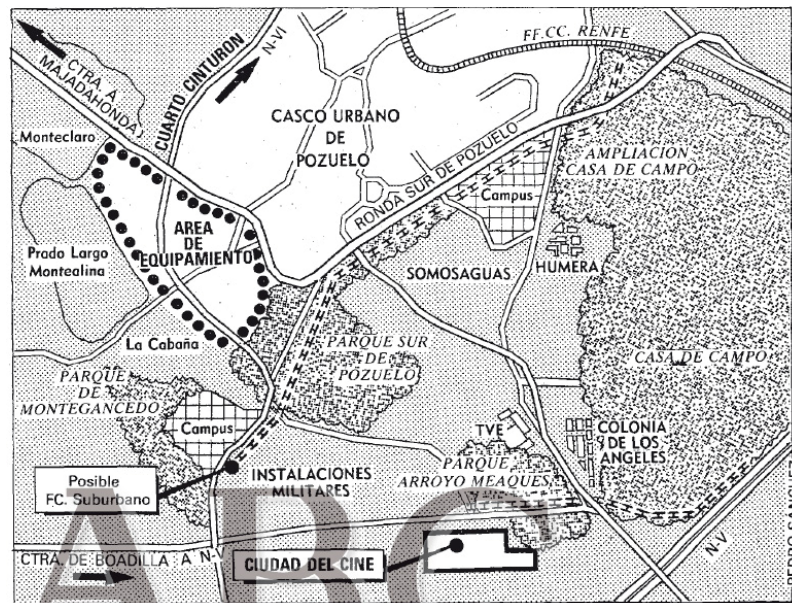 CTRA. A
MAJADAHONDA
CUARTO CINTURON
N-VI
FF.CC. RENFE
Monteclaro
CASCO URBANO
DE
POZUELO
RONDA SUR DE POZUELO
AMPLIACION
CASA DE CAMPO
Campus
AREA
DE
EQUIPAMIENTO
Prado Largo
Montealina
SOMOSAGUAS
HUMERA
La Cabaña
PARQUE SUR
DE
POZUELO
CASA DE CAMPO
PARQUE
DE
MONTEGANCEDO
Campus
TVE
COLONIA
DE LOS
ANGELES
Posible
FC. Suburbano
INSTALACIONES
MILITARES
PARQUE
ARROYO MEAQUES
CTRA. DE BOADILLA A N-V
CIUDAD DEL CINE
N-V
PEDRO SANCHEZ
ABC